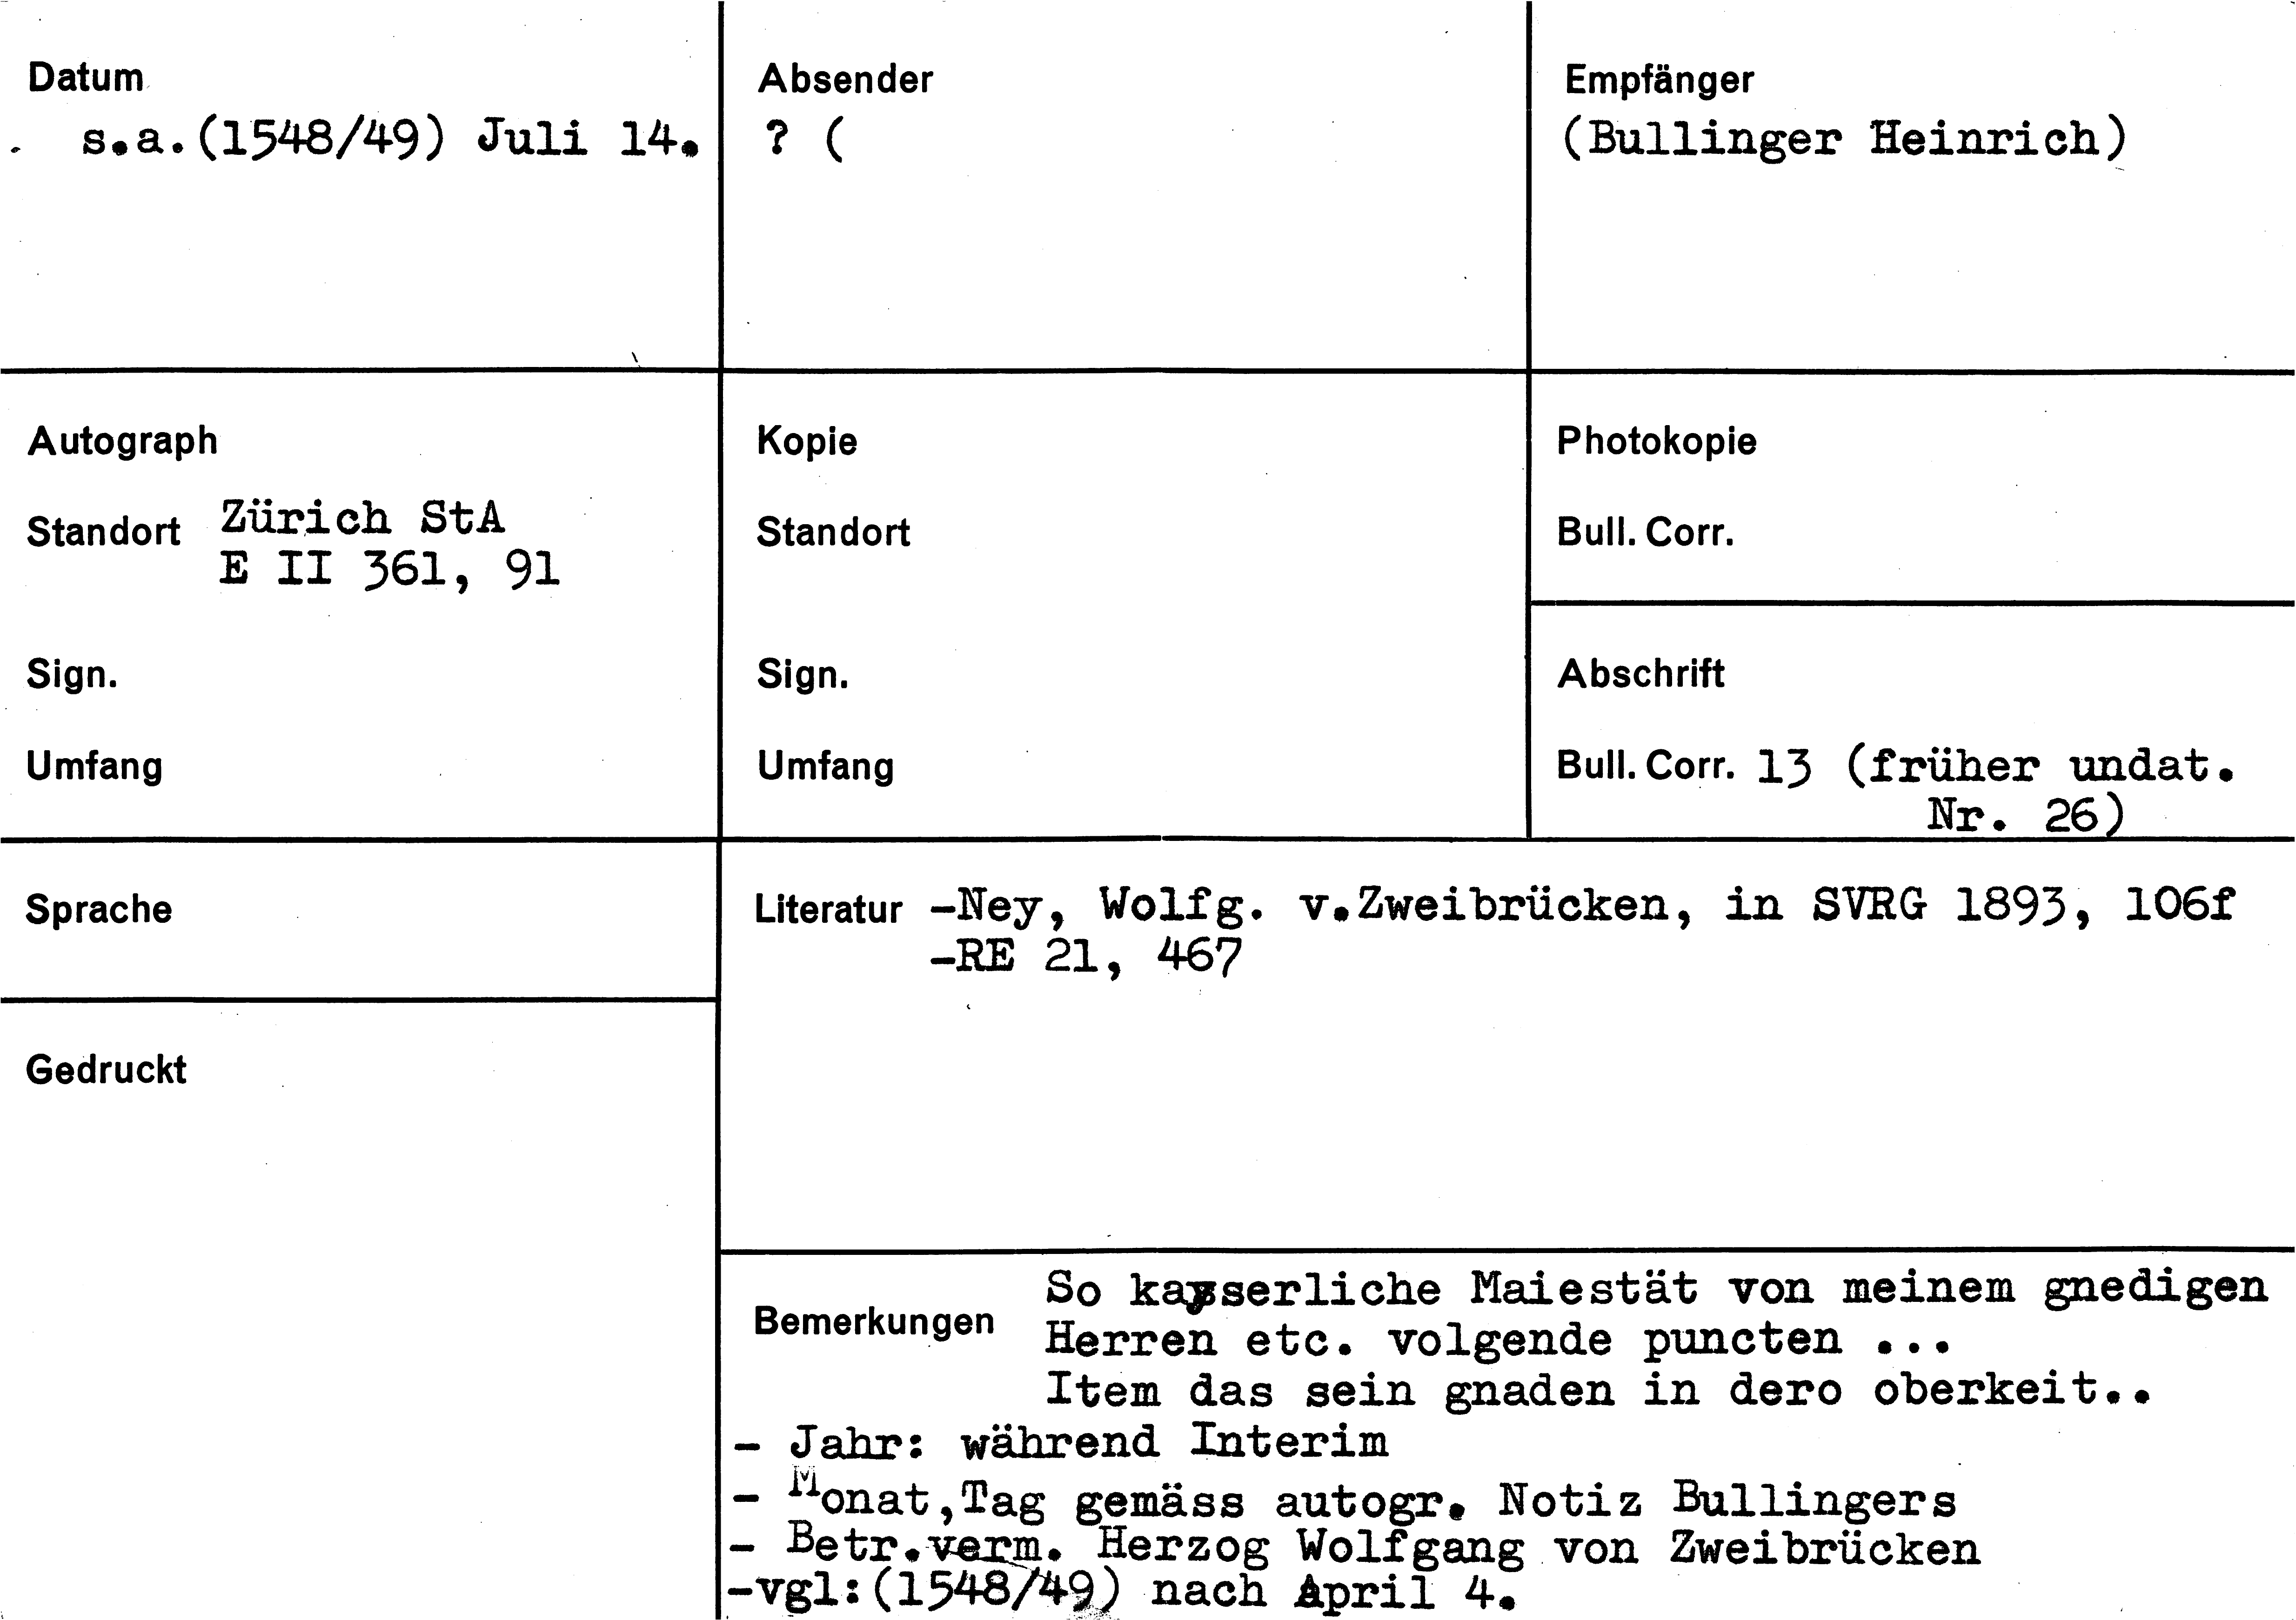 Datum
s.a.(1548/49) Juli 14.
Absender
? (
Empfänger
(Bullinger Heinrich)
Autograph
Standort Zürich StA
E II 361, 91
Sign.
Umfang
Kopie
Standort
Sign.
Umfang
Photokopie
Bull. Corr.
Abschrift
Bull. Corr. 13 (früher undat.
Nr. 26)
Sprache
Gedruckt
Literatur -Ney, Wolfg. v.Zweibrücken, in SVRG 1893, 106f
-RE 21, 467
Bemerkungen So kaysserliche Maiestät von meinem gnedigen
Herren etc. volgende puncten ...
Item das sein gnaden in dero oberkeit..
- Jahr: während Interim
- Monat,Tag gemäss autogr. Notiz Bullingers
- Betr.verm. Herzog Wolfgang von Zweibrücken
-vgl:(1548/49) nach April 4.